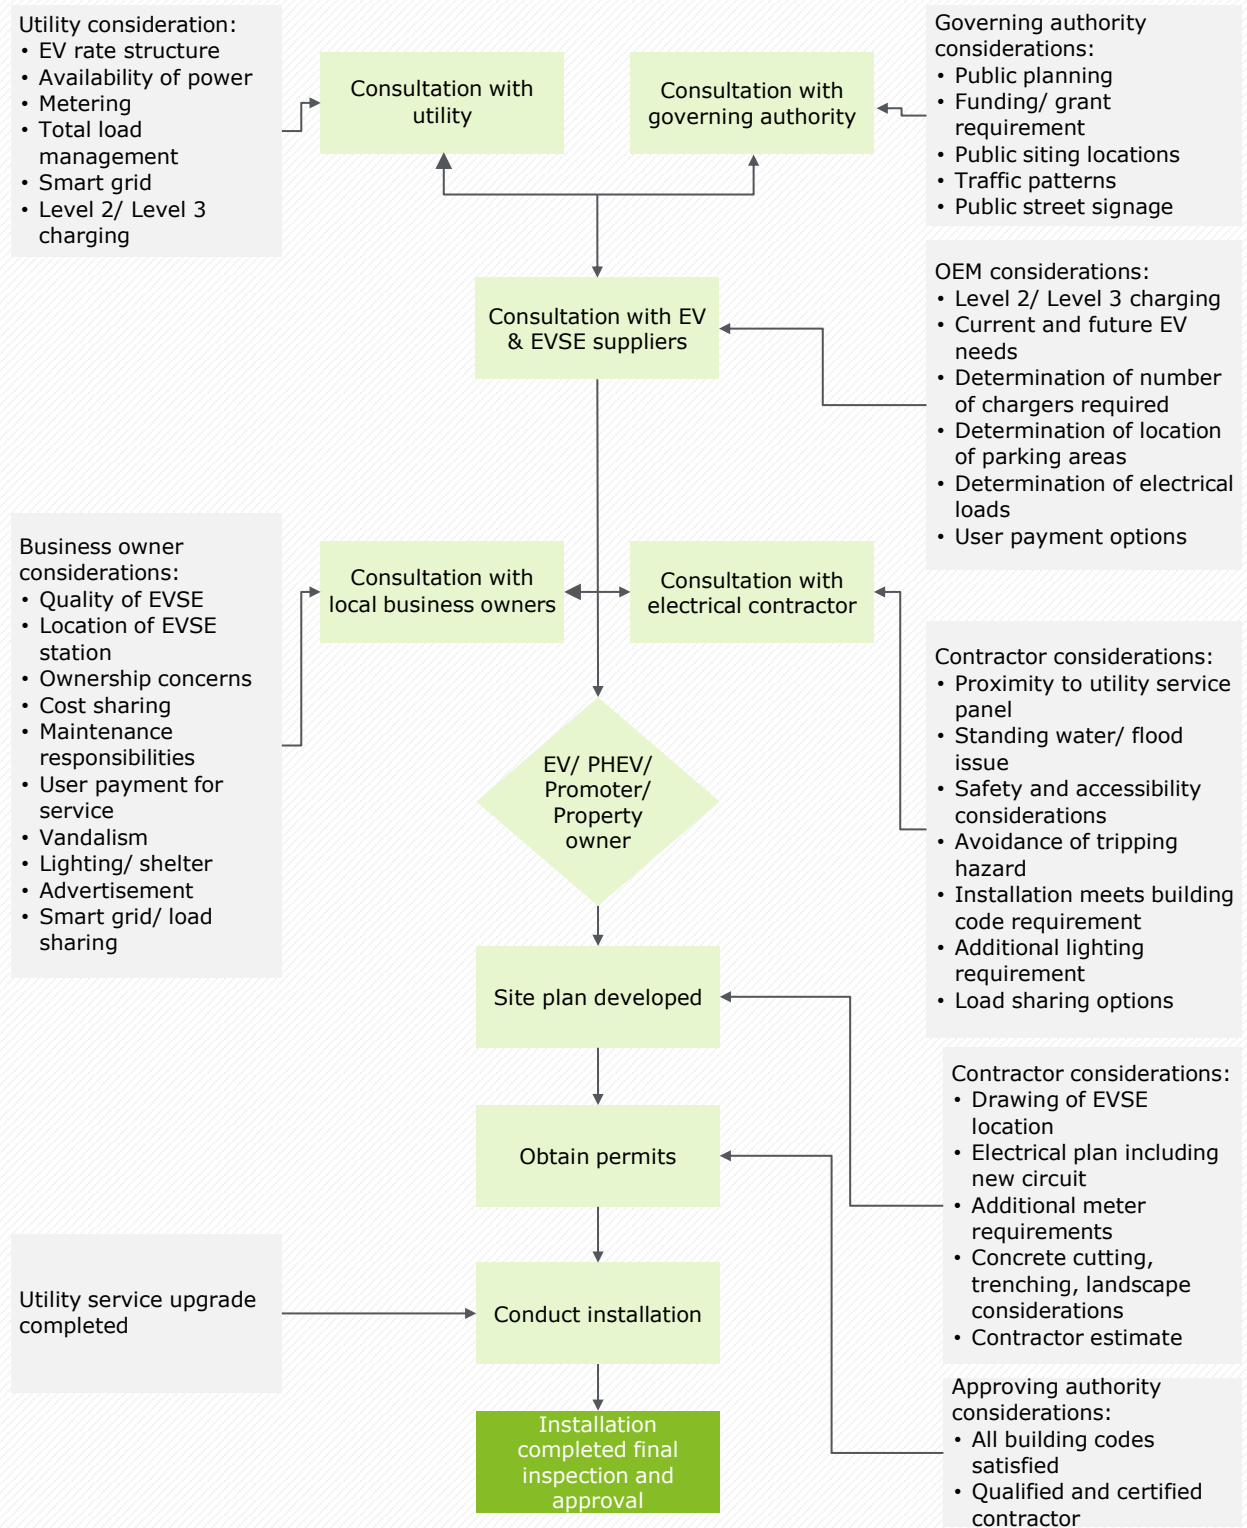 Utility consideration:
• EV rate structure
• Availability of power
• Metering
• Total load
management
• Smart grid
• Level 2/ Level 3
charging
Consultation with
utility
Consultation with
governing authority
Governing authority
considerations:
• Public planning
• Funding/ grant
requirement
• Public siting locations
• Traffic patterns
• Public street signage
Consultation with EV
& EVSE suppliers
OEM considerations:
• Level 2/ Level 3 charging
• Current and future EV
needs
• Determination of number
of chargers required
• Determination of location
of parking areas
• Determination of electrical
loads
• User payment options
Business owner
considerations:
• Quality of EVSE
• Location of EVSE
station
• Ownership concerns
• Cost sharing
• Maintenance
responsibilities
• User payment for
service
• Vandalism
• Lighting/ shelter
• Advertisement
• Smart grid/ load
sharing
Consultation with
local business owners
Consultation with
electrical contractor
Contractor considerations:
• Proximity to utility service
panel
• Standing water/ flood
issue
• Safety and accessibility
considerations
• Avoidance of tripping
hazard
• Installation meets building
code requirement
• Additional lighting
requirement
• Load sharing options
EV/ PHEV/
Promoter/
Property
owner
Site plan developed
Contractor considerations:
• Drawing of EVSE
location
• Electrical plan including
new circuit
• Additional meter
requirements
• Concrete cutting,
trenching, landscape
considerations
• Contractor estimate
Obtain permits
Utility service upgrade
completed
Conduct installation
Approving authority
considerations:
• All building codes
satisfied
• Qualified and certified
contractor
Installation
completed final
inspection and
approval